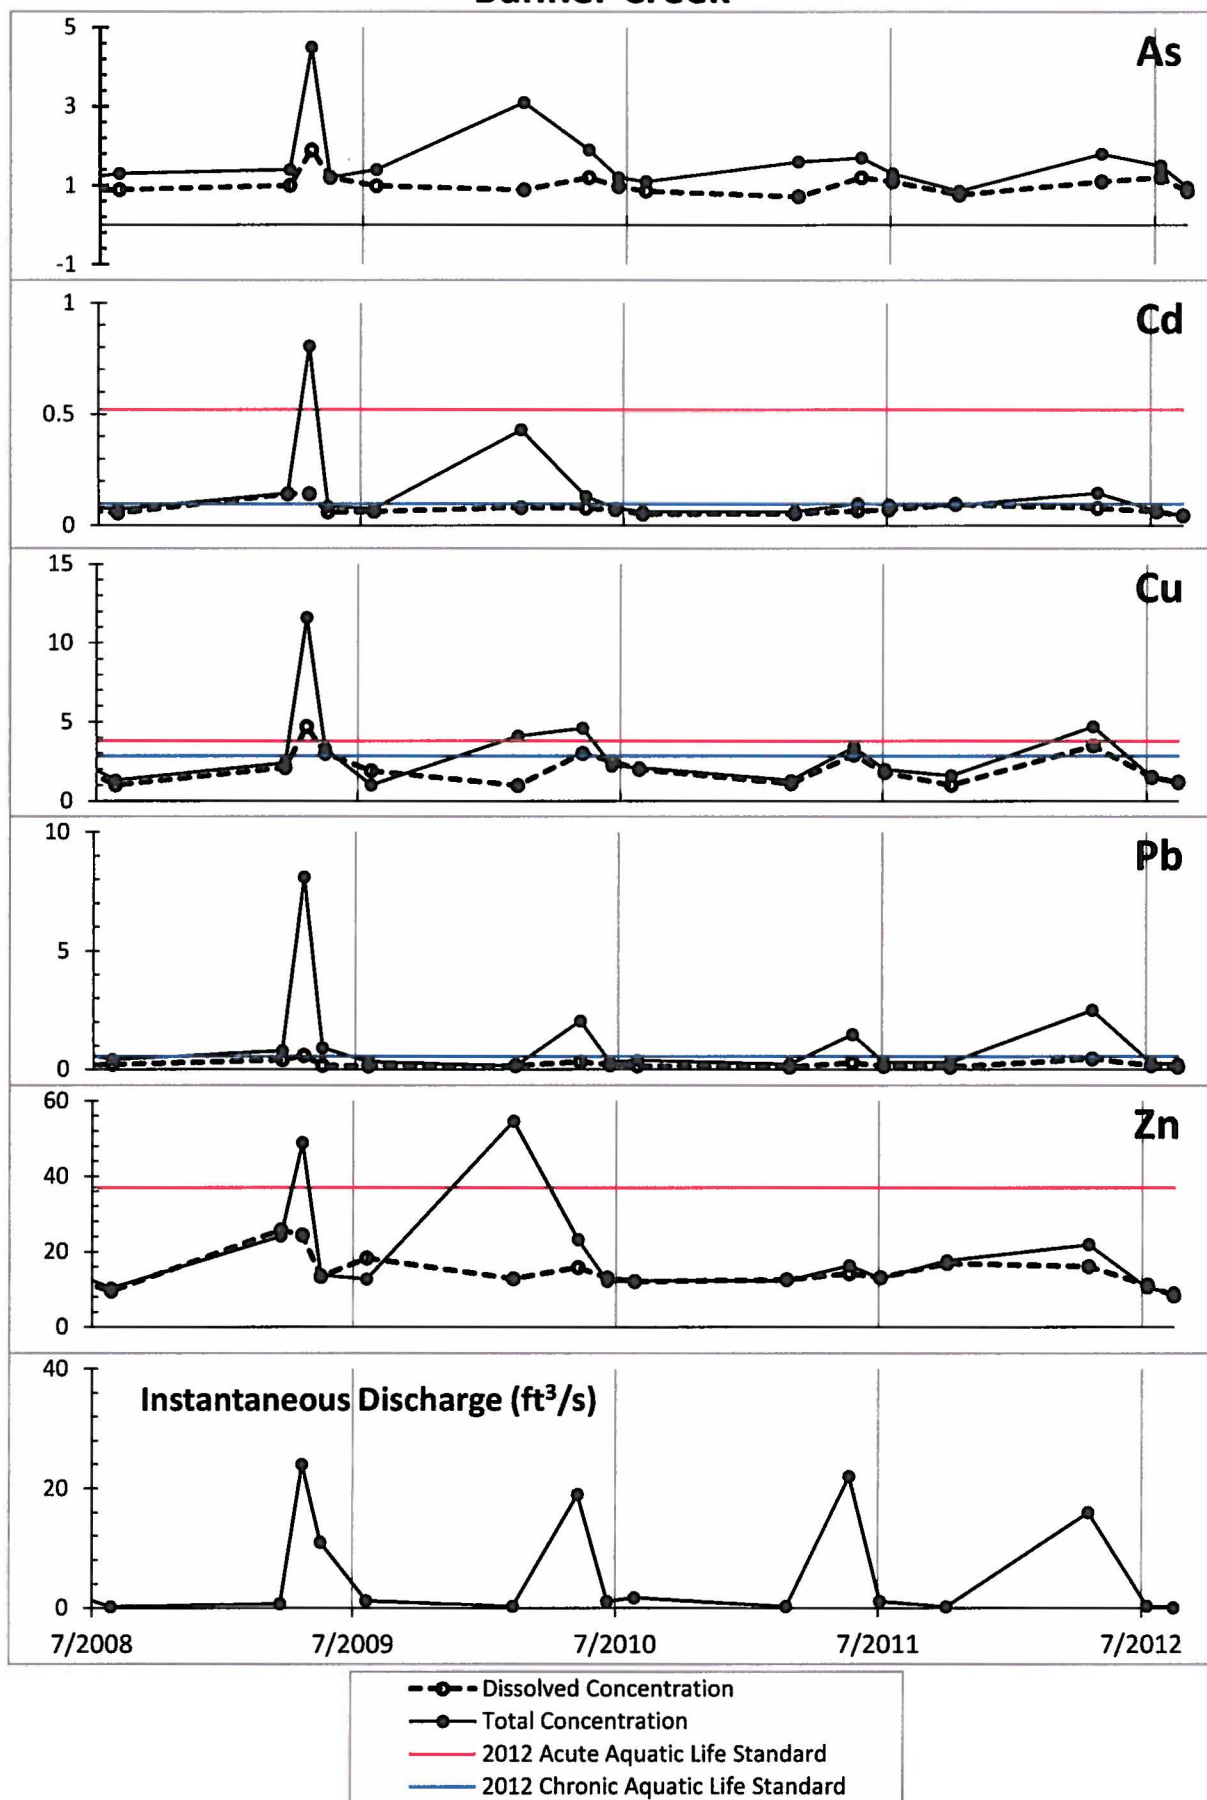 As
5
3
1
-1
Cd
1
0.5
0
Cu
15
10
5
0
Pb
10
5
0
Zn
60
40
20
0
Instantaneous Discharge (ft³/s)
40
20
0
7/2008 7/2009 7/2010 7/2011 7/2012
Dissolved Concentration
Total Concentration
2012 Acute Aquatic Life Standard
2012 Chronic Aquatic Life Standard